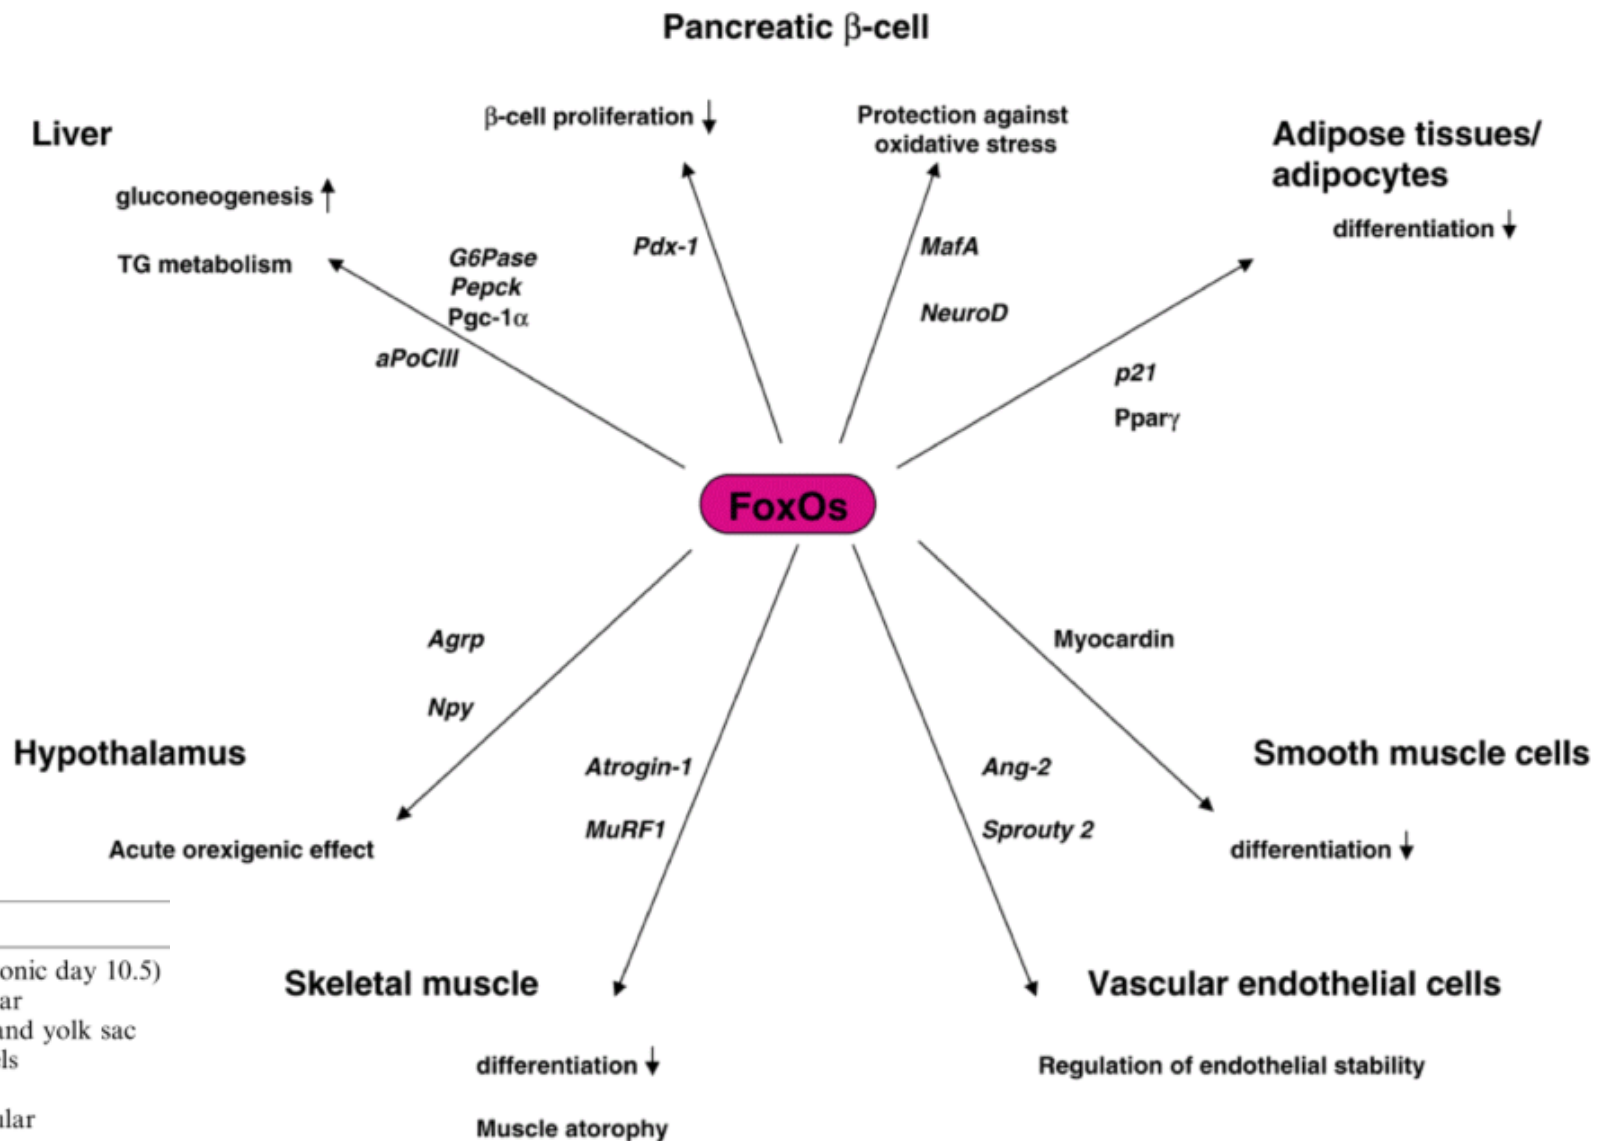 Pancreatic β-cell
Liver
gluconeogenesis ↑
TG metabolism
G6Pase
Pepck
Pgc-1α
aPoCIII
β-cell proliferation ↓
Pdx-1
Protection against
oxidative stress
MafA
NeuroD
Adipose tissues/
adipocytes
differentiation ↓
p21
Pparγ
FoxOs
Agrp
Npy
Hypothalamus
Acute orexigenic effect
Atrogin-1
MuRF1
Skeletal muscle
differentiation ↓
Muscle atorophy
Ang-2
Sprouty 2
Vascular endothelial cells
Regulation of endothelial stability
Myocardin
Smooth muscle cells
differentiation ↓
onic day 10.5)
ar
and yolk sac
ls
lar